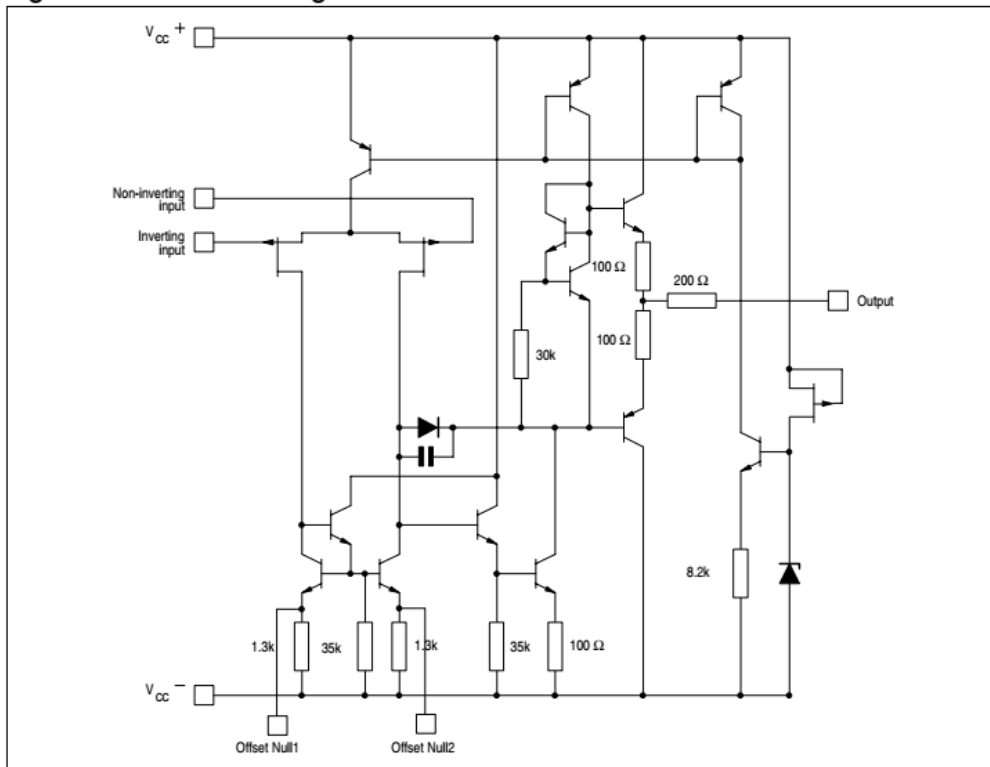 V CC +
Non-inverting
input
Inverting
input
100 Ω
200 Ω
Output
100 Ω
30k
8.2k
1.3k
35k
1.3k
35k
100 Ω
V CC −
Offset Null1
Offset Null2